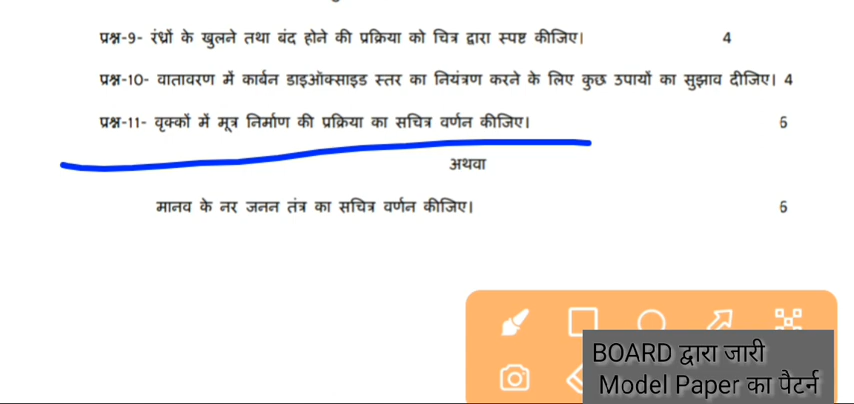 प्रश्न-9- रंध्रों के खुलने तथा बंद होने की प्रक्रिया को चित्र द्वारा स्पष्ट कीजिए। 4
प्रश्न-10- वातावरण में कार्बन डाइऑक्साइड स्तर का नियंत्रण करने के लिए कुछ उपायों का सुझाव दीजिए। 4
प्रश्न-11- वृक्कों में मूत्र निर्माण की प्रक्रिया का सचित्र वर्णन कीजिए। 6
अथवा
मानव के नर जनन तंत्र का सचित्र वर्णन कीजिए। 6
BOARD द्वारा जारी
Model Paper का पैटर्न